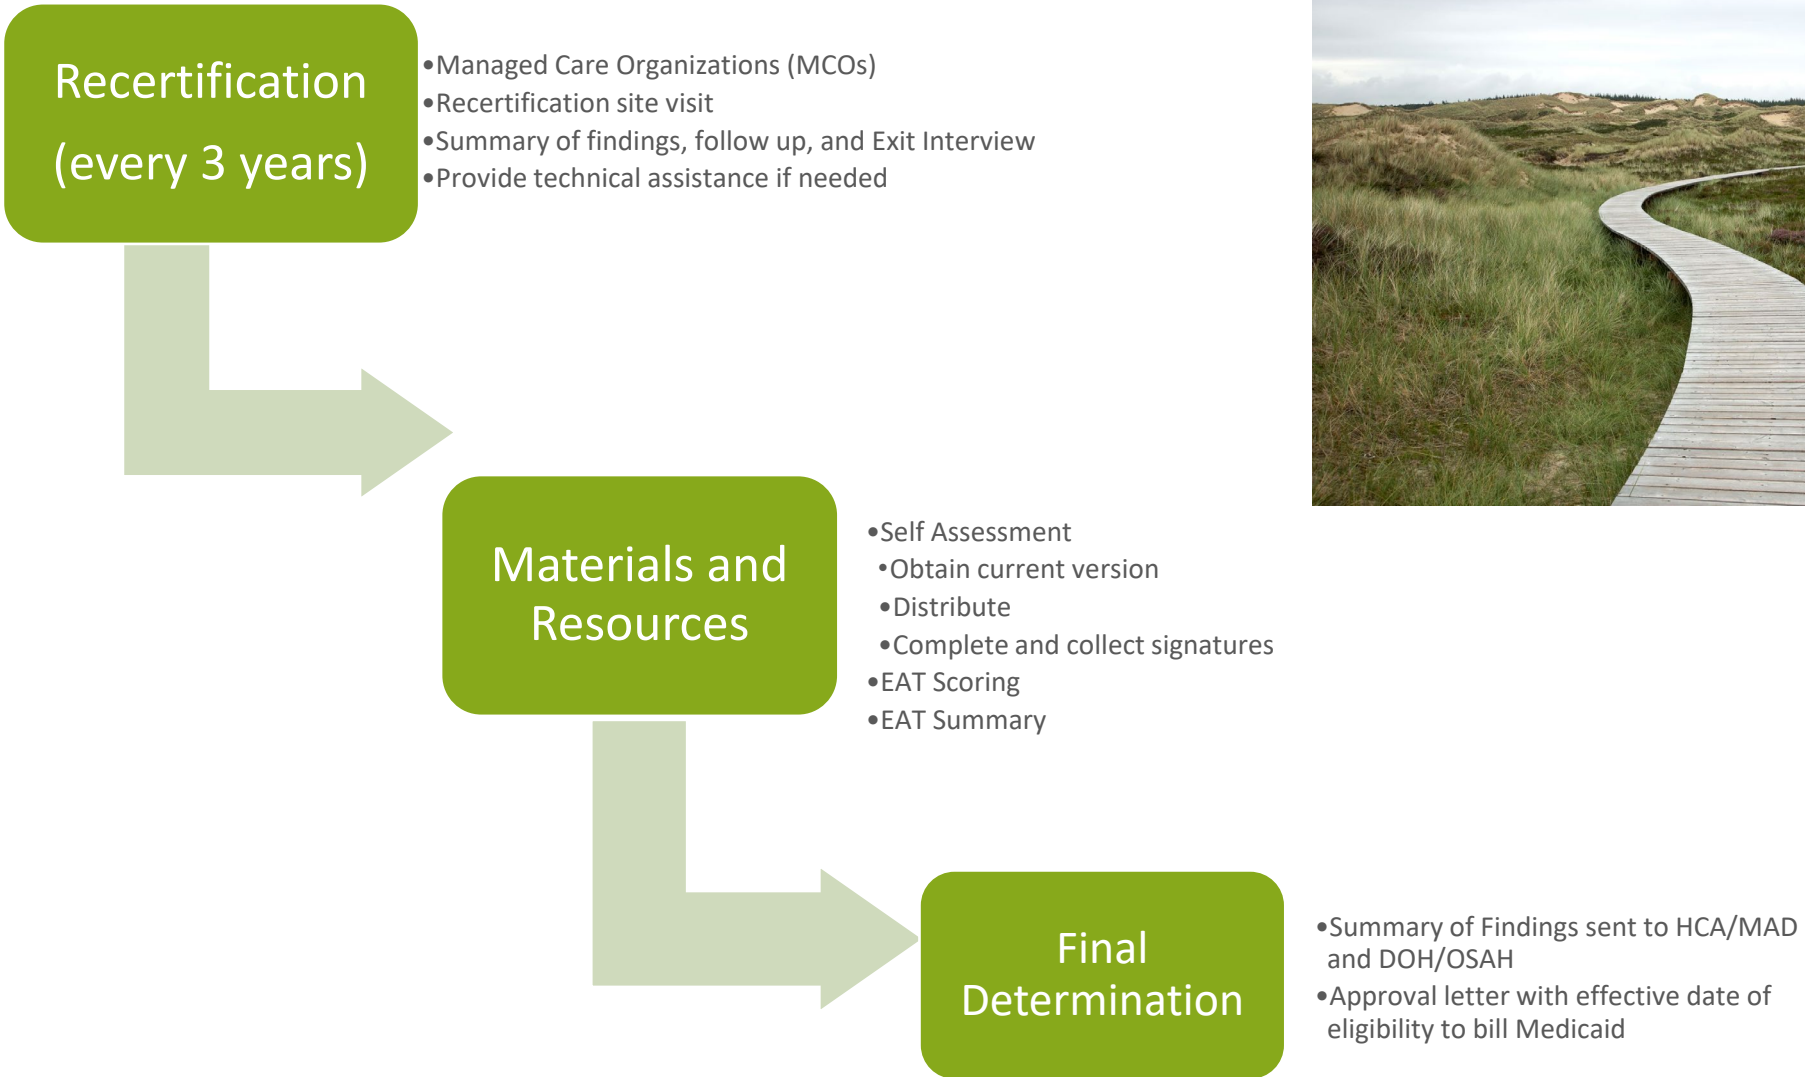 Recertification
(every 3 years)
•Managed Care Organizations (MCOs)
•Recertification site visit
•Summary of findings, follow up, and Exit Interview
•Provide technical assistance if needed
Materials and
Resources
•Self Assessment
•Obtain current version
•Distribute
•Complete and collect signatures
•EAT Scoring
•EAT Summary
Final
Determination
•Summary of Findings sent to HCA/MAD
and DOH/OSAH
•Approval letter with effective date of
eligibility to bill Medicaid